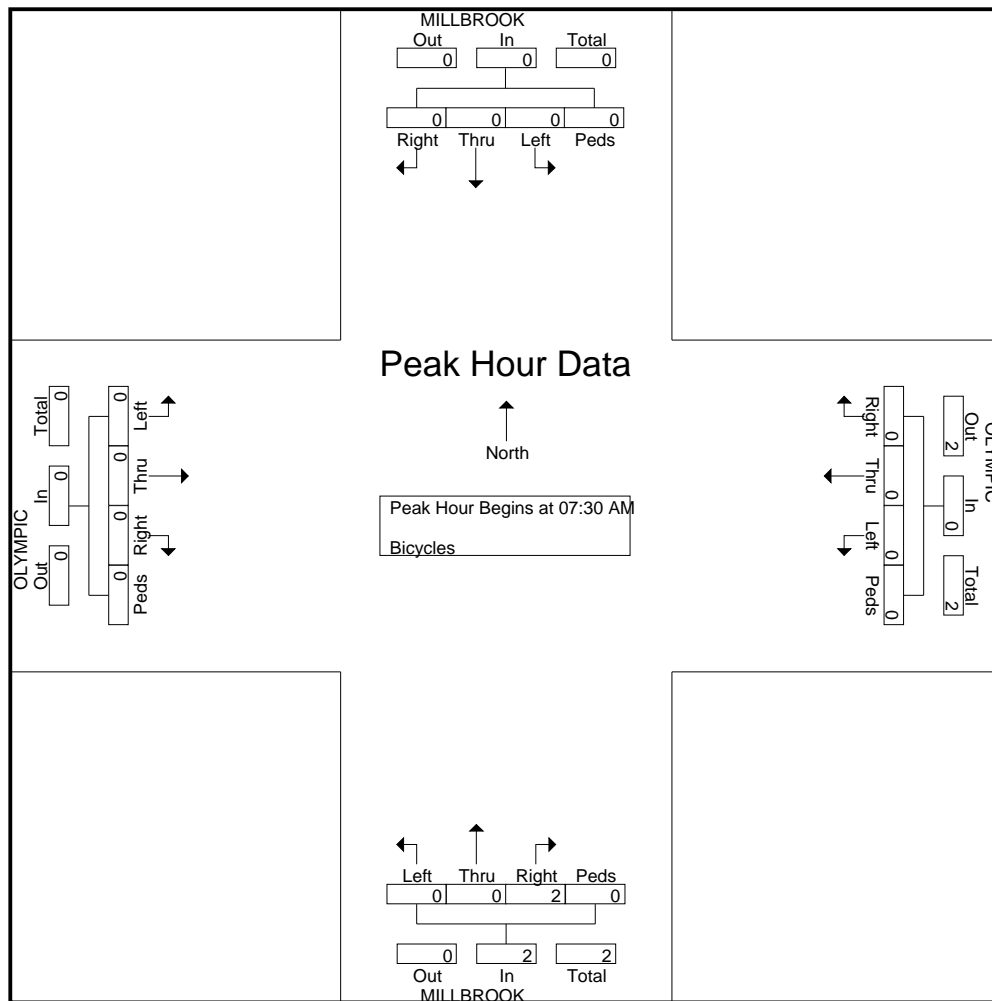 MILLBROOK
Out In Total
0 0 0
0 0 0 0
Right Thru Left Peds
Peak Hour Data
North
Peak Hour Begins at 07:30 AM
Bicycles
OLYMPIC
Out In Total
0 0 0
0 0 0 0
Peds Right Thru Left
OLYMPIC
Out In Total
2 0 2
0 0 0 0
Right Thru Left Peds
Left Thru Right Peds
0 0 2 0
0 2 2
Out In Total
MILLBROOK